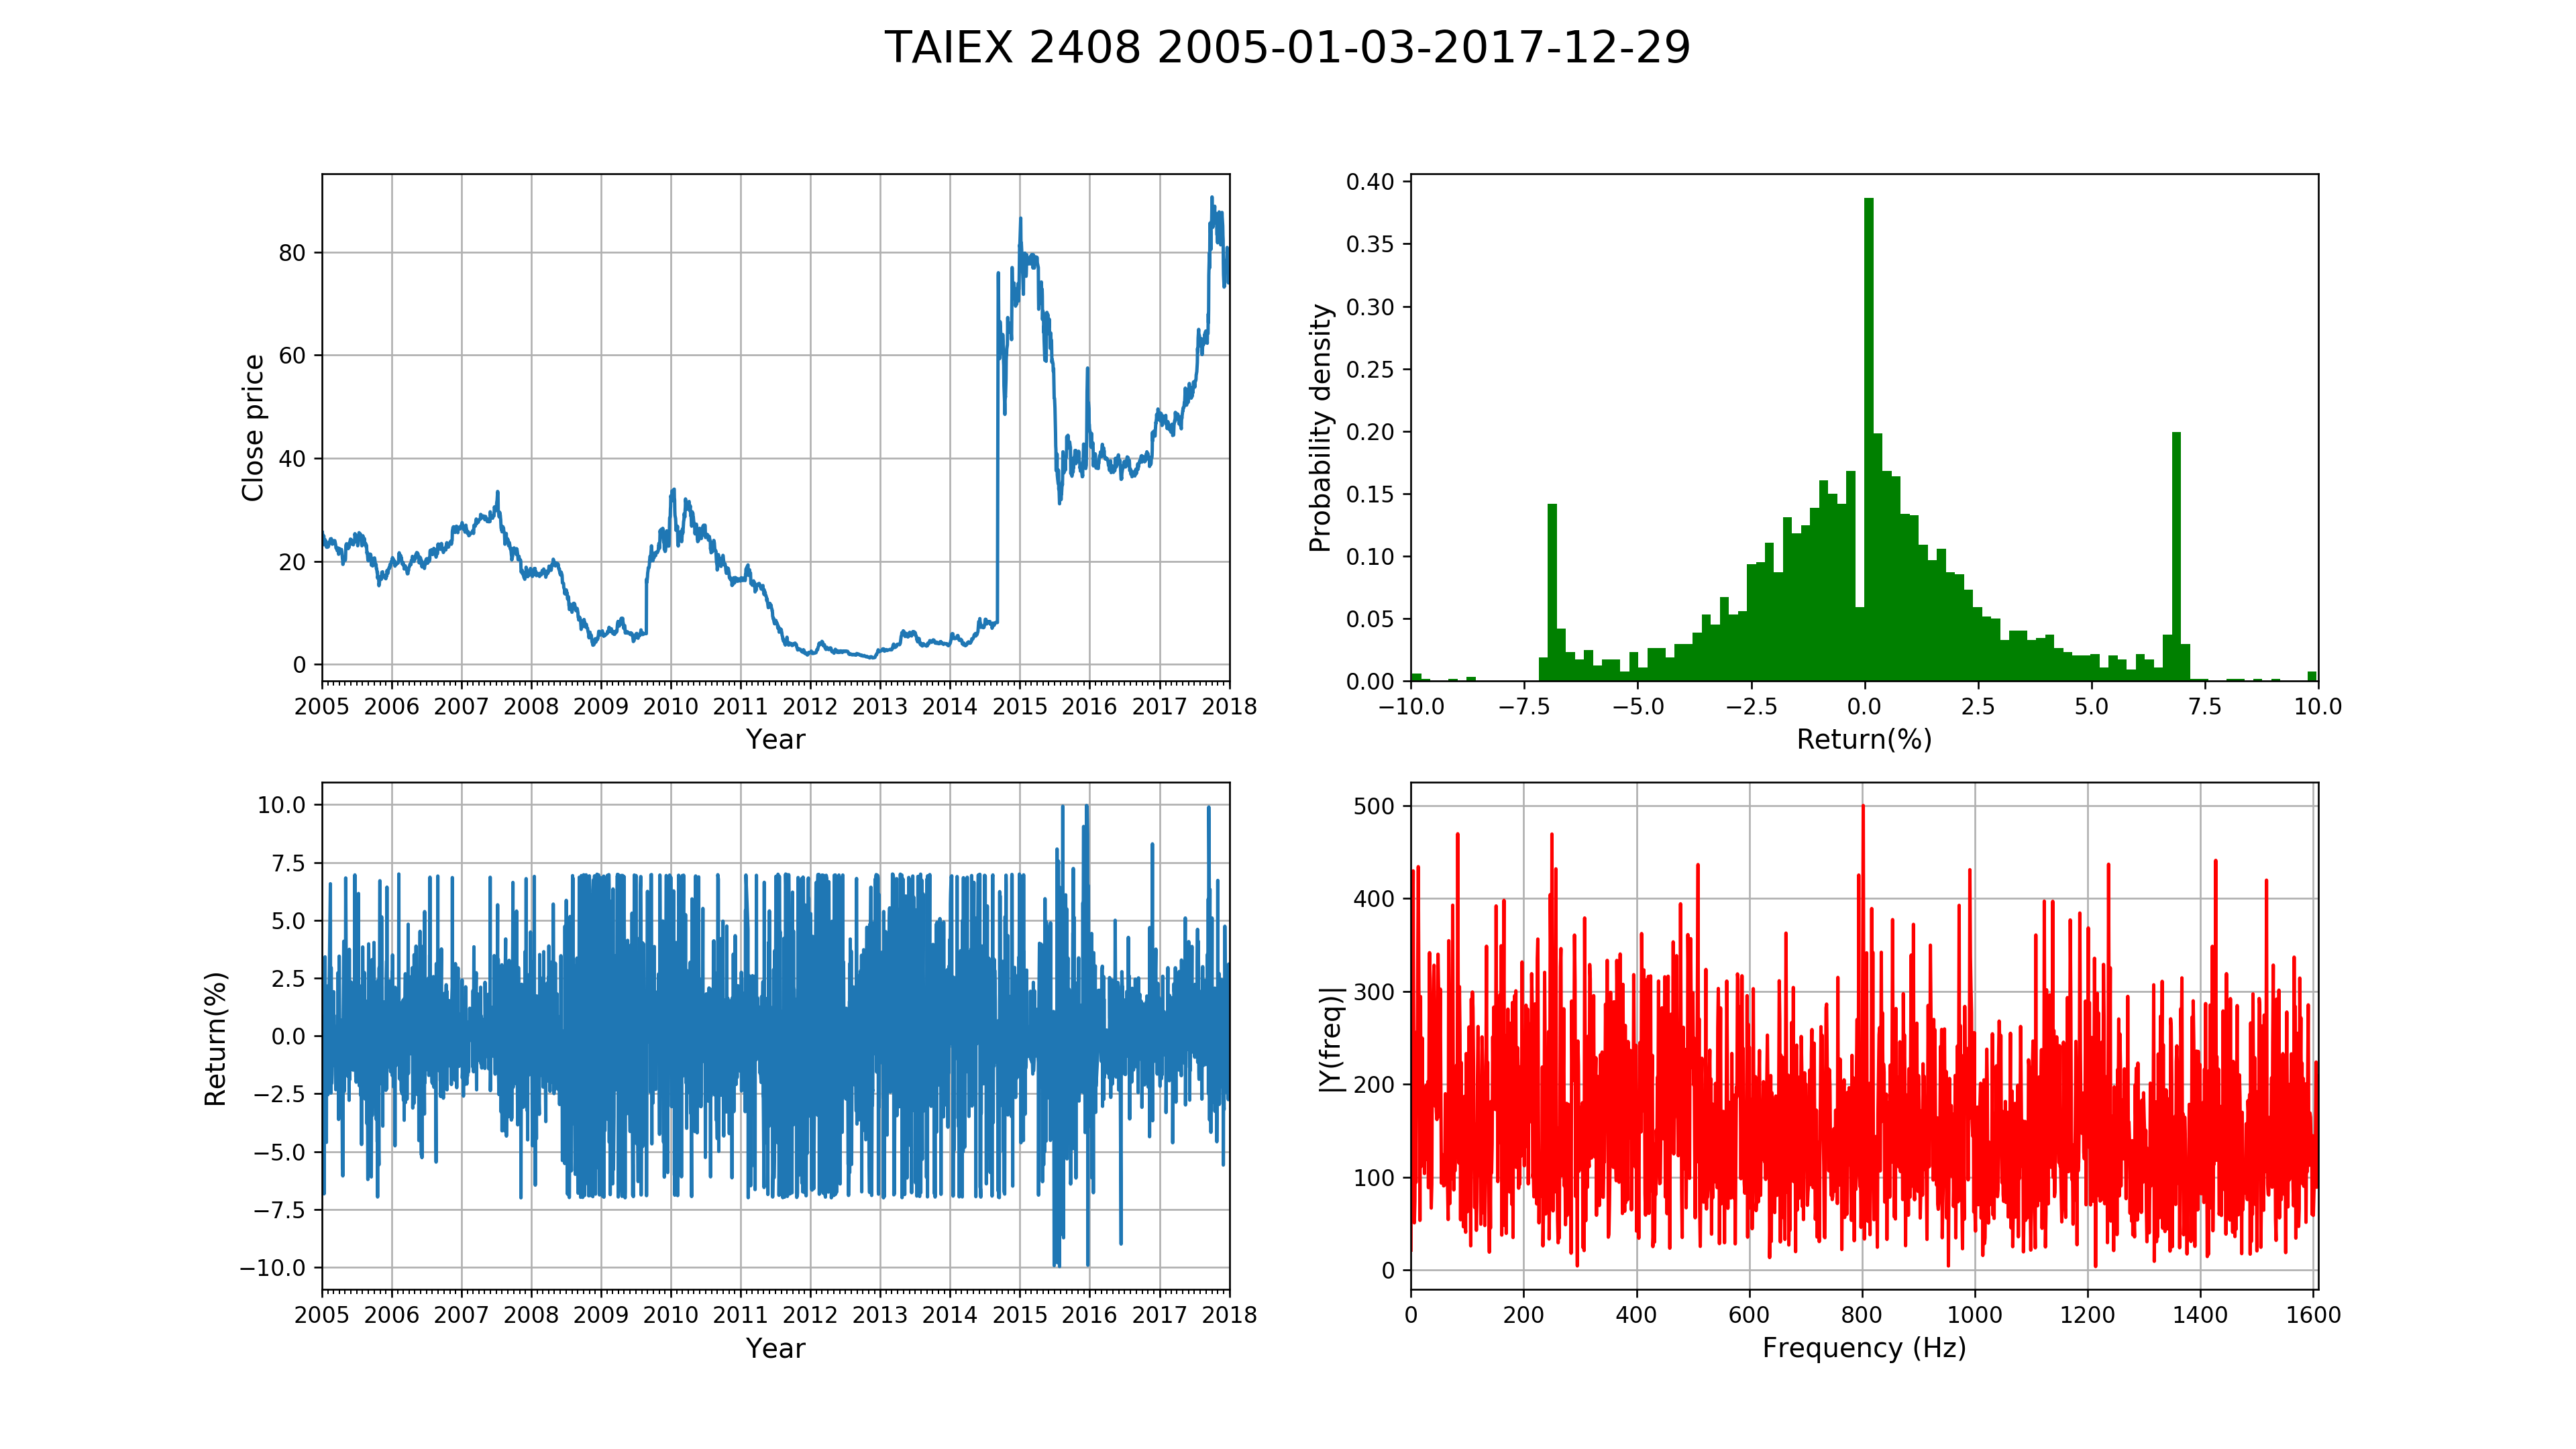 TAIEX 2408 2005-01-03-2017-12-29
Close price
80
60
40
20
0
2005 2006 2007 2008 2009 2010 2011 2012 2013 2014 2015 2016 2017 2018
Year
Probability density
0.40
0.35
0.30
0.25
0.20
0.15
0.10
0.05
0.00
−10.0 −7.5 −5.0 −2.5 0.0 2.5 5.0 7.5 10.0
Return(%)
Return(%)
10.0
7.5
5.0
2.5
0.0
−2.5
−5.0
−7.5
−10.0
2005 2006 2007 2008 2009 2010 2011 2012 2013 2014 2015 2016 2017 2018
Year
|Y(freq)|
500
400
300
200
100
0
0 200 400 600 800 1000 1200 1400 1600
Frequency (Hz)